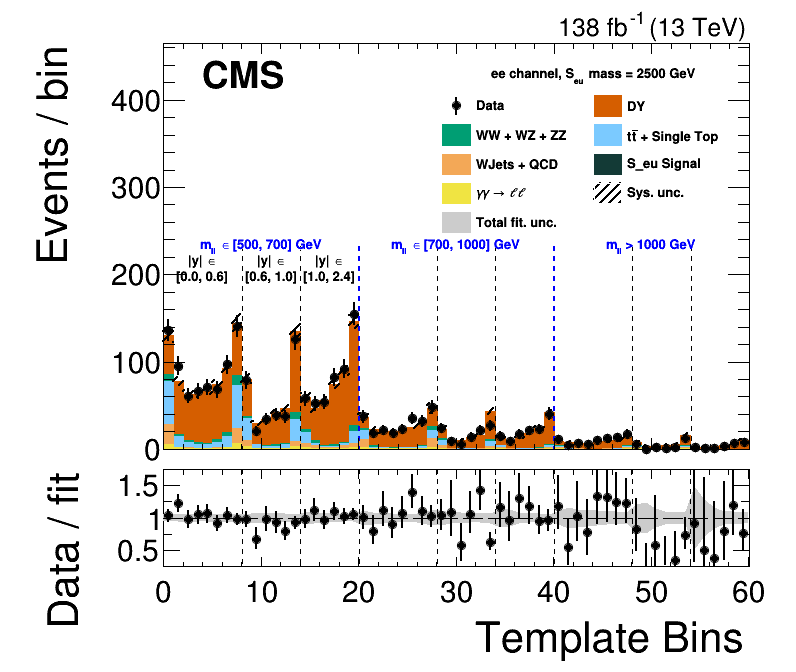 138 fb⁻¹ (13 TeV)
CMS
ee channel, S_eu mass = 2500 GeV
Data
DY
WW + WZ + ZZ
tt̄ + Single Top
WJets + QCD
S_eu Signal
γγ → ℓℓ
Sys. unc.
Total fit. unc.
m_ll ∈ [500, 700] GeV
m_ll ∈ [700, 1000] GeV
m_ll > 1000 GeV
|y| ∈
[0.0, 0.6]
|y| ∈
[0.6, 1.0]
|y| ∈
[1.0, 2.4]
Events / bin
400
300
200
100
0
Data / fit
1.5
1
0.5
0 10 20 30 40 50 60
Template Bins